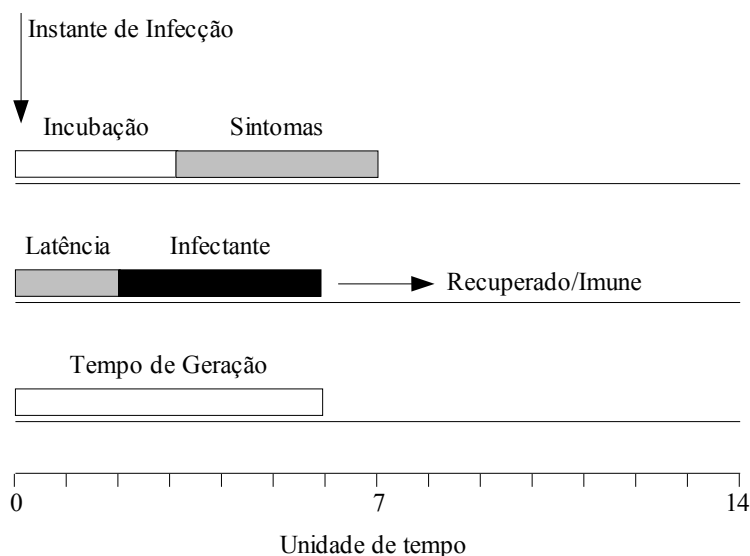 Instante de Infecção
Incubação Sintomas
Latência Infectante
Recuperado/Imune
Tempo de Geração
0 7 14
Unidade de tempo